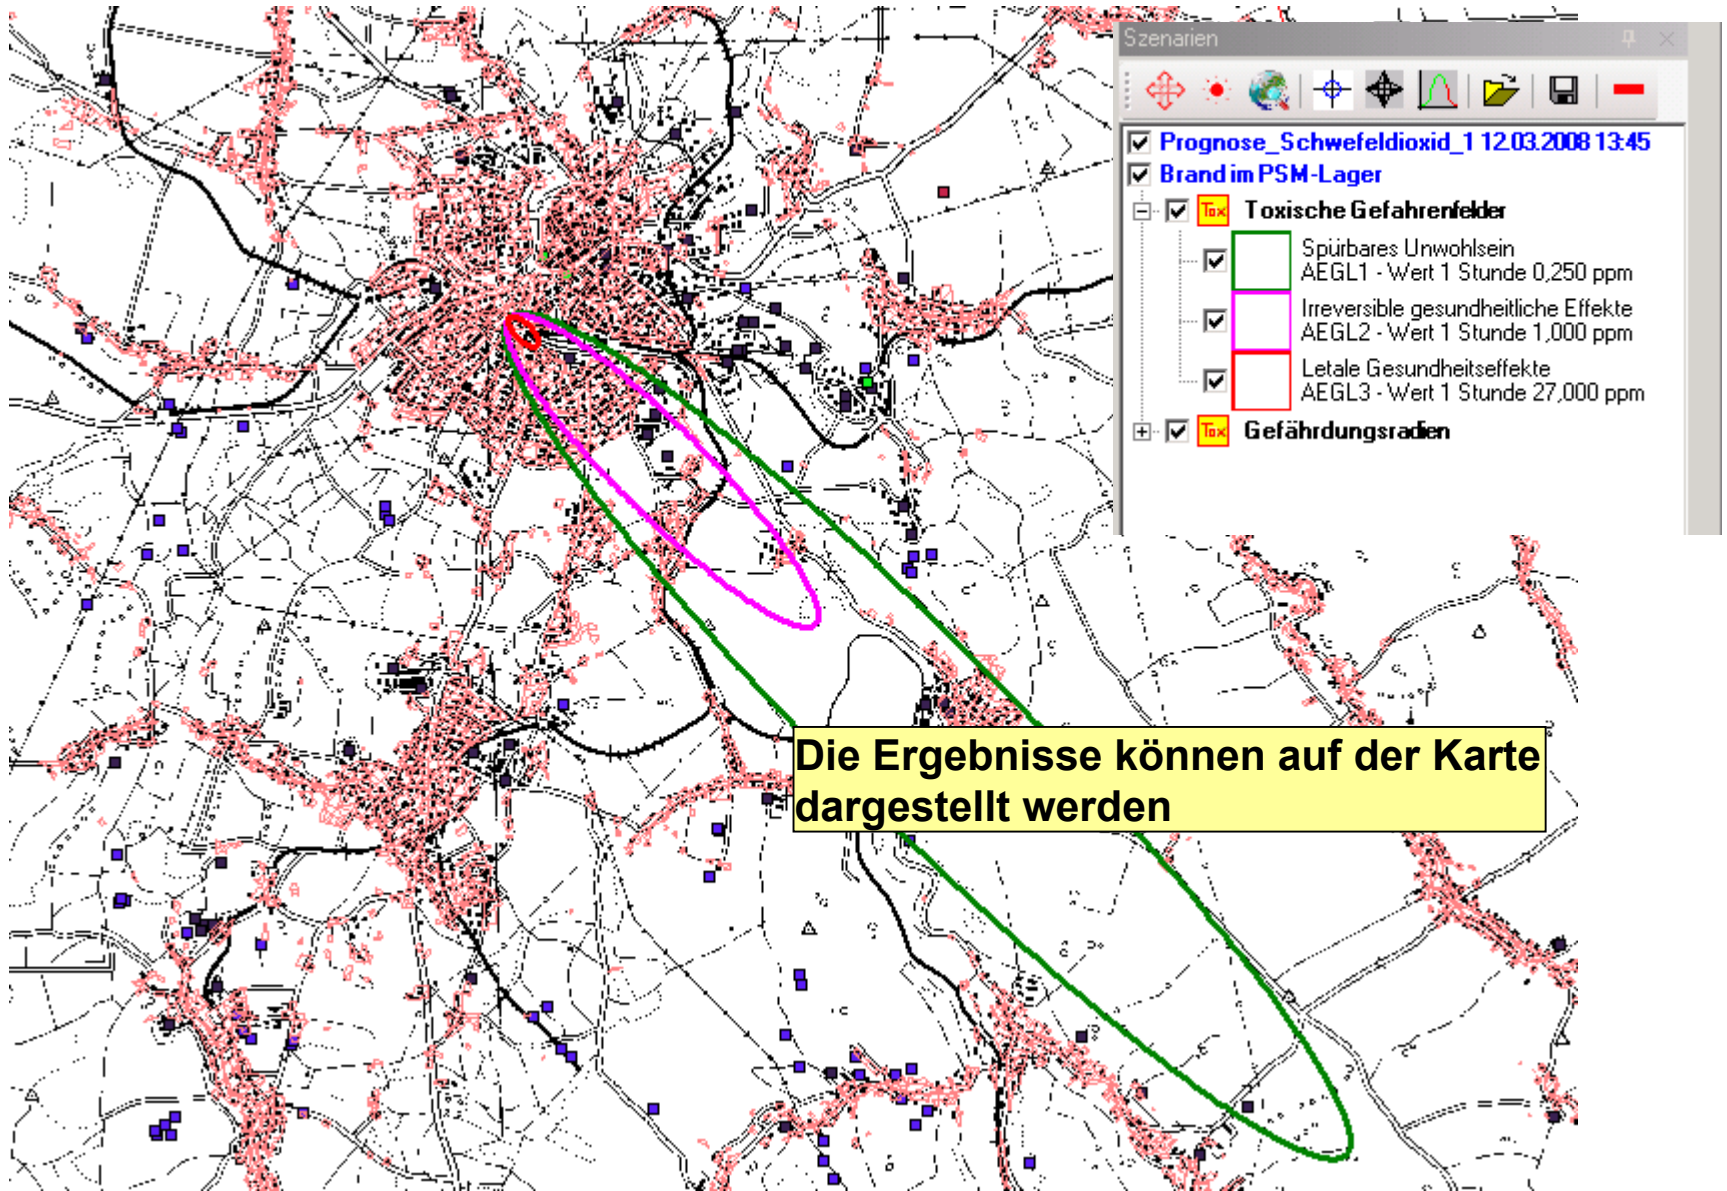 Szenarien
Prognose_Schwefeldioxid_1 12.03.2008 13:45
Brand im PSM-Lager
Tox Toxische Gefahrenfelder
Spürbares Unwohlsein
AEGL1 - Wert 1 Stunde 0,250 ppm
Irreversible gesundheitliche Effekte
AEGL2 - Wert 1 Stunde 1,000 ppm
Letale Gesundheitseffekte
AEGL3 - Wert 1 Stunde 27,000 ppm
Tox Gefährdungsradien
Die Ergebnisse können auf der Karte
dargestellt werden